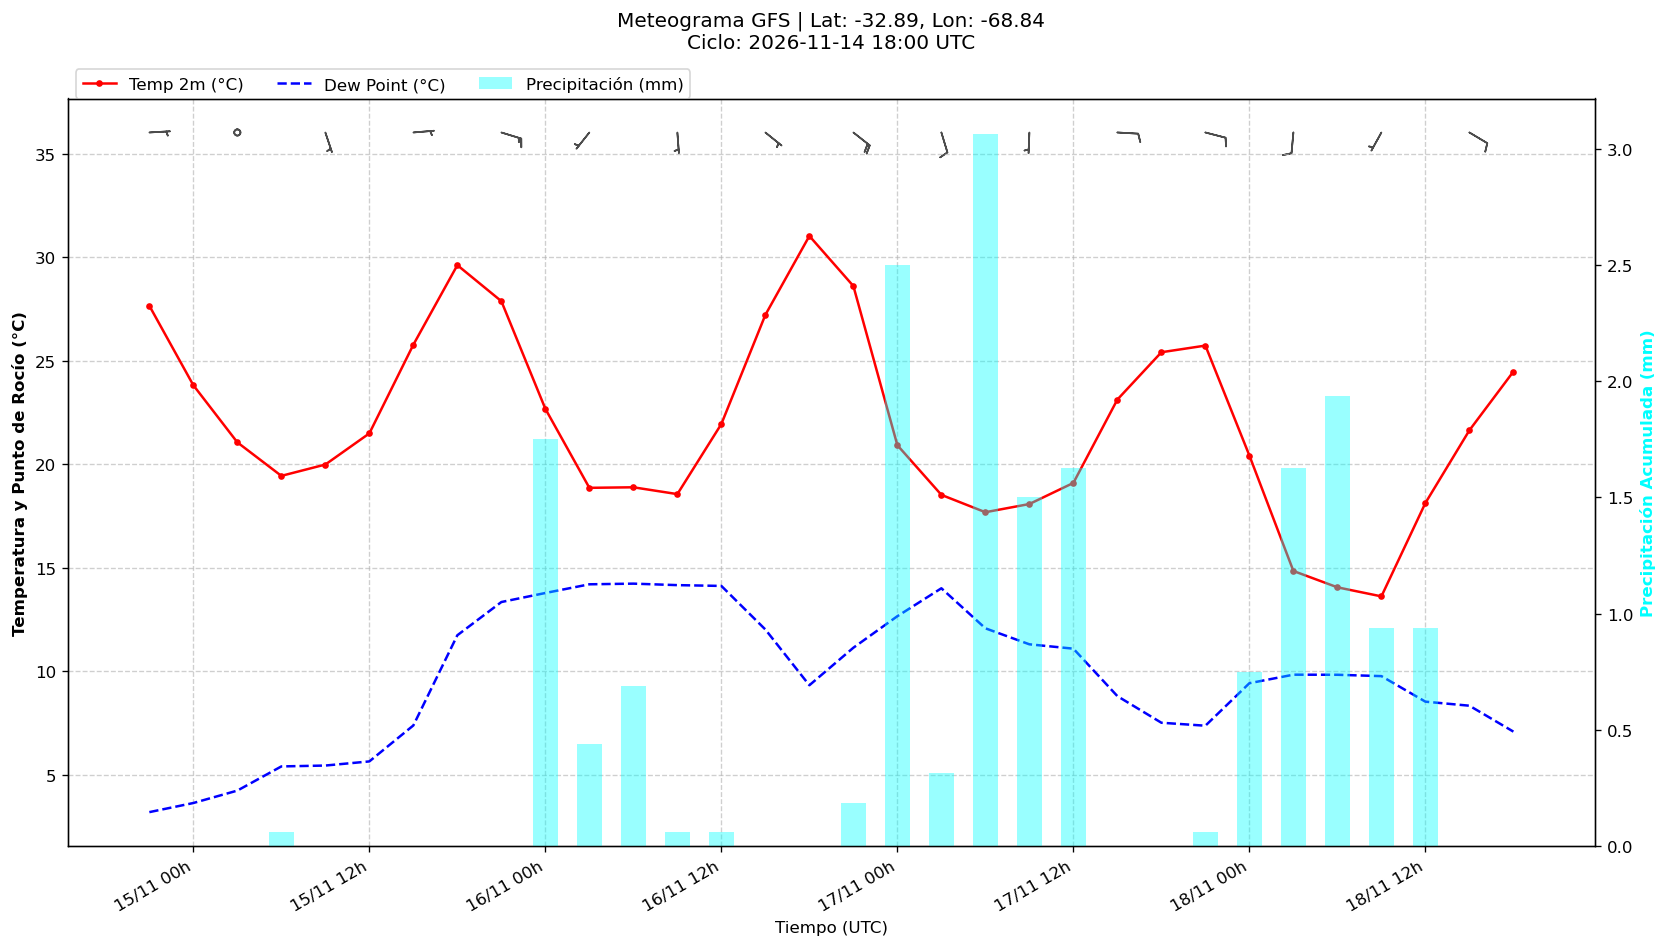 Meteograma GFS | Lat: -32.89, Lon: -68.84
Ciclo: 2026-11-14 18:00 UTC
Temp 2m (°C)
Dew Point (°C)
Precipitación (mm)
Temperatura y Punto de Rocío (°C)
35
30
25
20
15
10
5
3.0
2.5
2.0
1.5
1.0
0.5
0.0
Precipitación Acumulada (mm)
15/11 00h
15/11 12h
16/11 00h
16/11 12h
17/11 00h
17/11 12h
18/11 00h
18/11 12h
Tiempo (UTC)